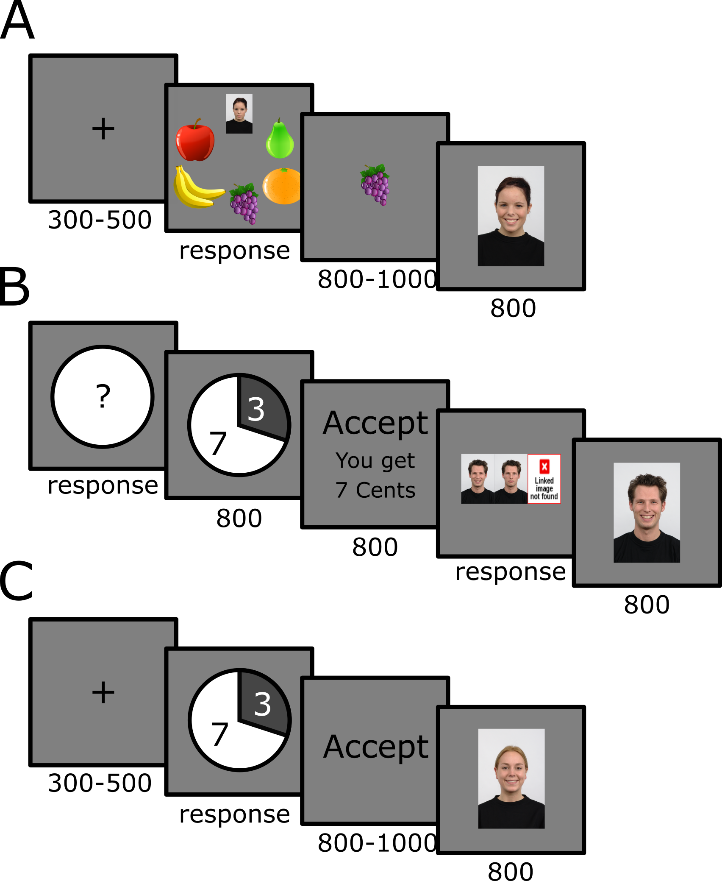 A
+
300-500
response
800-1000
800
B
?
response
3
7
800
Accept
You get
7 Cents
800
X
Linked
image
not found
response
800
C
+
300-500
3
7
response
Accept
800-1000
800